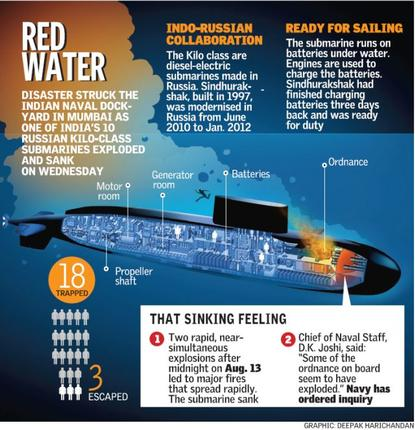 RED
WATER
DISASTER STRUCK THE
INDIAN NAVAL DOCK-
YARD IN MUMBAI AS
ONE OF INDIA'S 10
RUSSIAN KILO-CLASS
SUBMARINES EXPLODED
AND SANK
ON WEDNESDAY
INDO-RUSSIAN
COLLABORATION
The Kilo class are
diesel-electric
submarines made in
Russia. Sindhurak-
shak, built in 1997,
was modernised in
Russia from June
2010 to Jan. 2012
READY FOR SAILING
The submarine runs on
batteries under water.
Engines are used to
charge the batteries.
Sindhurakshak had
finished charging
batteries three days
back and was ready
for duty
Motor
room
Generator
room
Batteries
Ordnance
Propeller
shaft
18
TRAPPED
3
ESCAPED
THAT SINKING FEELING
1 Two rapid, near-
simultaneous
explosions after
midnight on Aug. 13
led to major fires
that spread rapidly.
The submarine sank
2 Chief of Naval Staff,
D.K. Joshi, said:
"Some of the
ordnance on board
seem to have
exploded." Navy has
ordered inquiry
GRAPHIC: DEEPAK HARICHANDAN